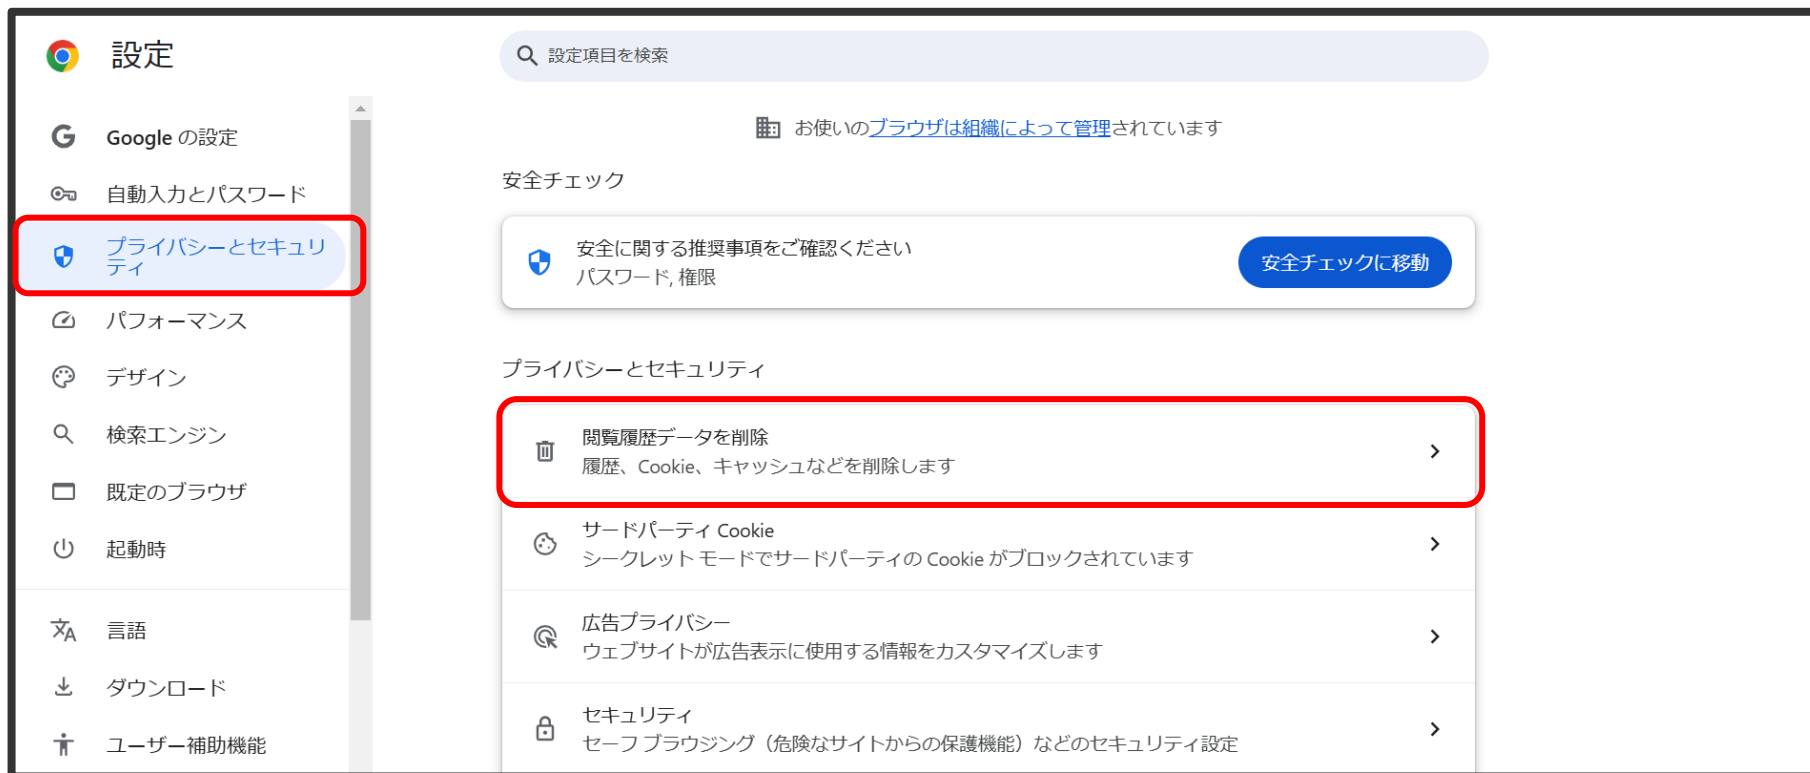 設定
設定項目を検索
Google の設定
自動入力とパスワード
プライバシーとセキュリ
ティ
パフォーマンス
デザイン
検索エンジン
既定のブラウザ
起動時
言語
ダウンロード
ユーザー補助機能
お使いのブラウザは組織によって管理されています
安全チェック
安全に関する推奨事項をご確認ください
パスワード, 権限
安全チェックに移動
プライバシーとセキュリティ
閲覧履歴データを削除
履歴、Cookie、キャッシュなどを削除します
サードパーティ Cookie
シークレット モードでサードパーティの Cookie がブロックされています
広告プライバシー
ウェブサイトが広告表示に使用する情報をカスタマイズします
セキュリティ
セーフ ブラウジング（危険なサイトからの保護機能）などのセキュリティ設定